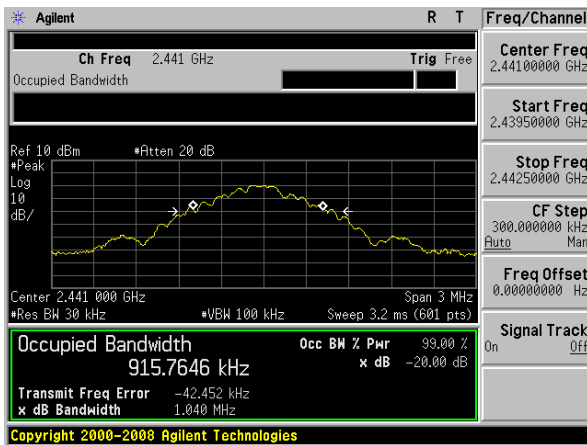 Agilent R T Freq/Channel
Ch Freq 2.441 GHz Trig Free
Occupied Bandwidth
Center Freq
2.44100000 GHz
Start Freq
2.43950000 GHz
Stop Freq
2.44250000 GHz
CF Step
300.000000 kHz
Auto Man
Freq Offset
0.00000000 Hz
Signal Track
On Off
Ref 10 dBm #Atten 20 dB
#Peak
Log
10
dB/
Center 2.441 000 GHz Span 3 MHz
#Res BW 30 kHz #VBW 100 kHz Sweep 3.2 ms (601 pts)
Occupied Bandwidth Occ BW % Pwr 99.00 %
915.7646 kHz x dB -20.00 dB
Transmit Freq Error -42.452 kHz
x dB Bandwidth 1.040 MHz
Copyright 2000-2008 Agilent Technologies